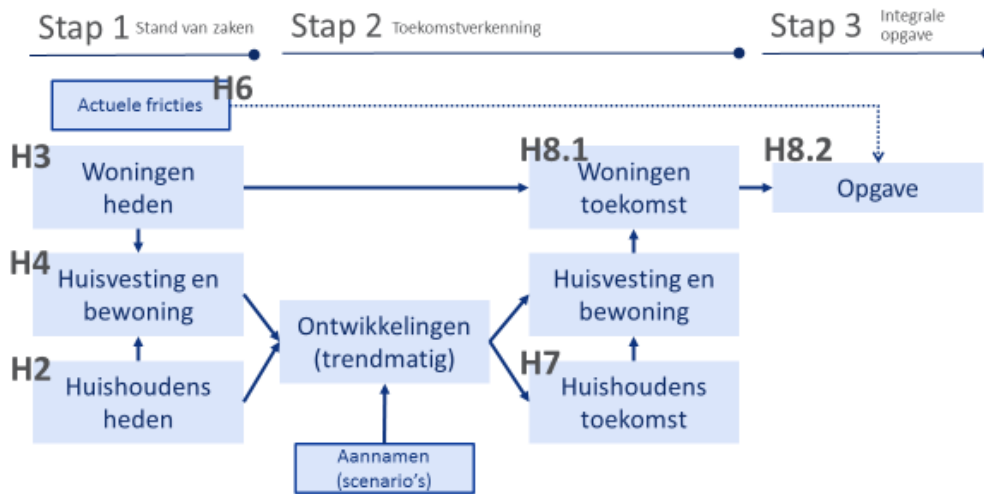 Stap 1 Stand van zaken
Stap 2 Toekomstverkenning
Stap 3 Integrale
opgave
H6
Actuele fricties
H3
Woningen
heden
H8.1
Woningen
toekomst
H8.2
Opgave
H4
Huisvesting en
bewoning
Huisvesting en
bewoning
Ontwikkelingen
(trendmatig)
H2
Huishoudens
heden
H7
Huishoudens
toekomst
Aannamen
(scenario's)